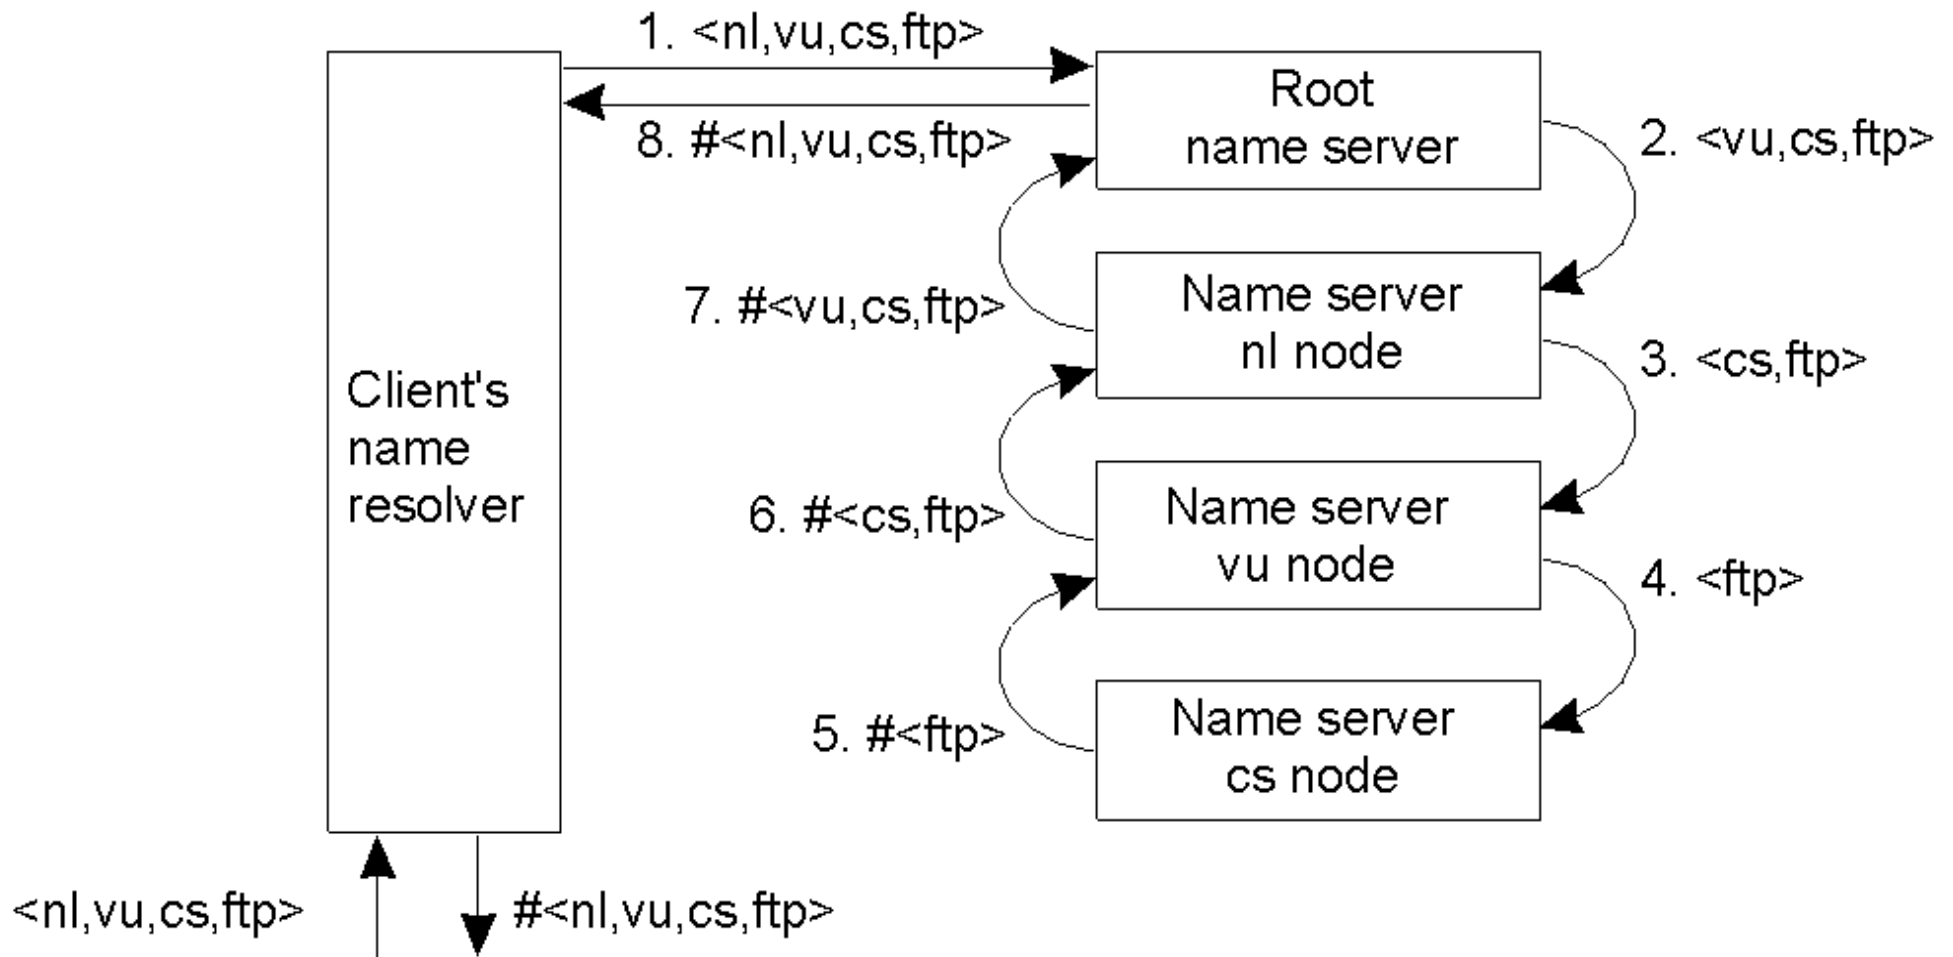 1. <nl,vu,cs,ftp>
Root
name server
8. #<nl,vu,cs,ftp>
2. <vu,cs,ftp>
7. #<vu,cs,ftp>
Name server
nl node
3. <cs,ftp>
Client's
name
resolver
6. #<cs,ftp>
Name server
vu node
4. <ftp>
5. #<ftp>
Name server
cs node
<nl,vu,cs,ftp>
#<nl,vu,cs,ftp>